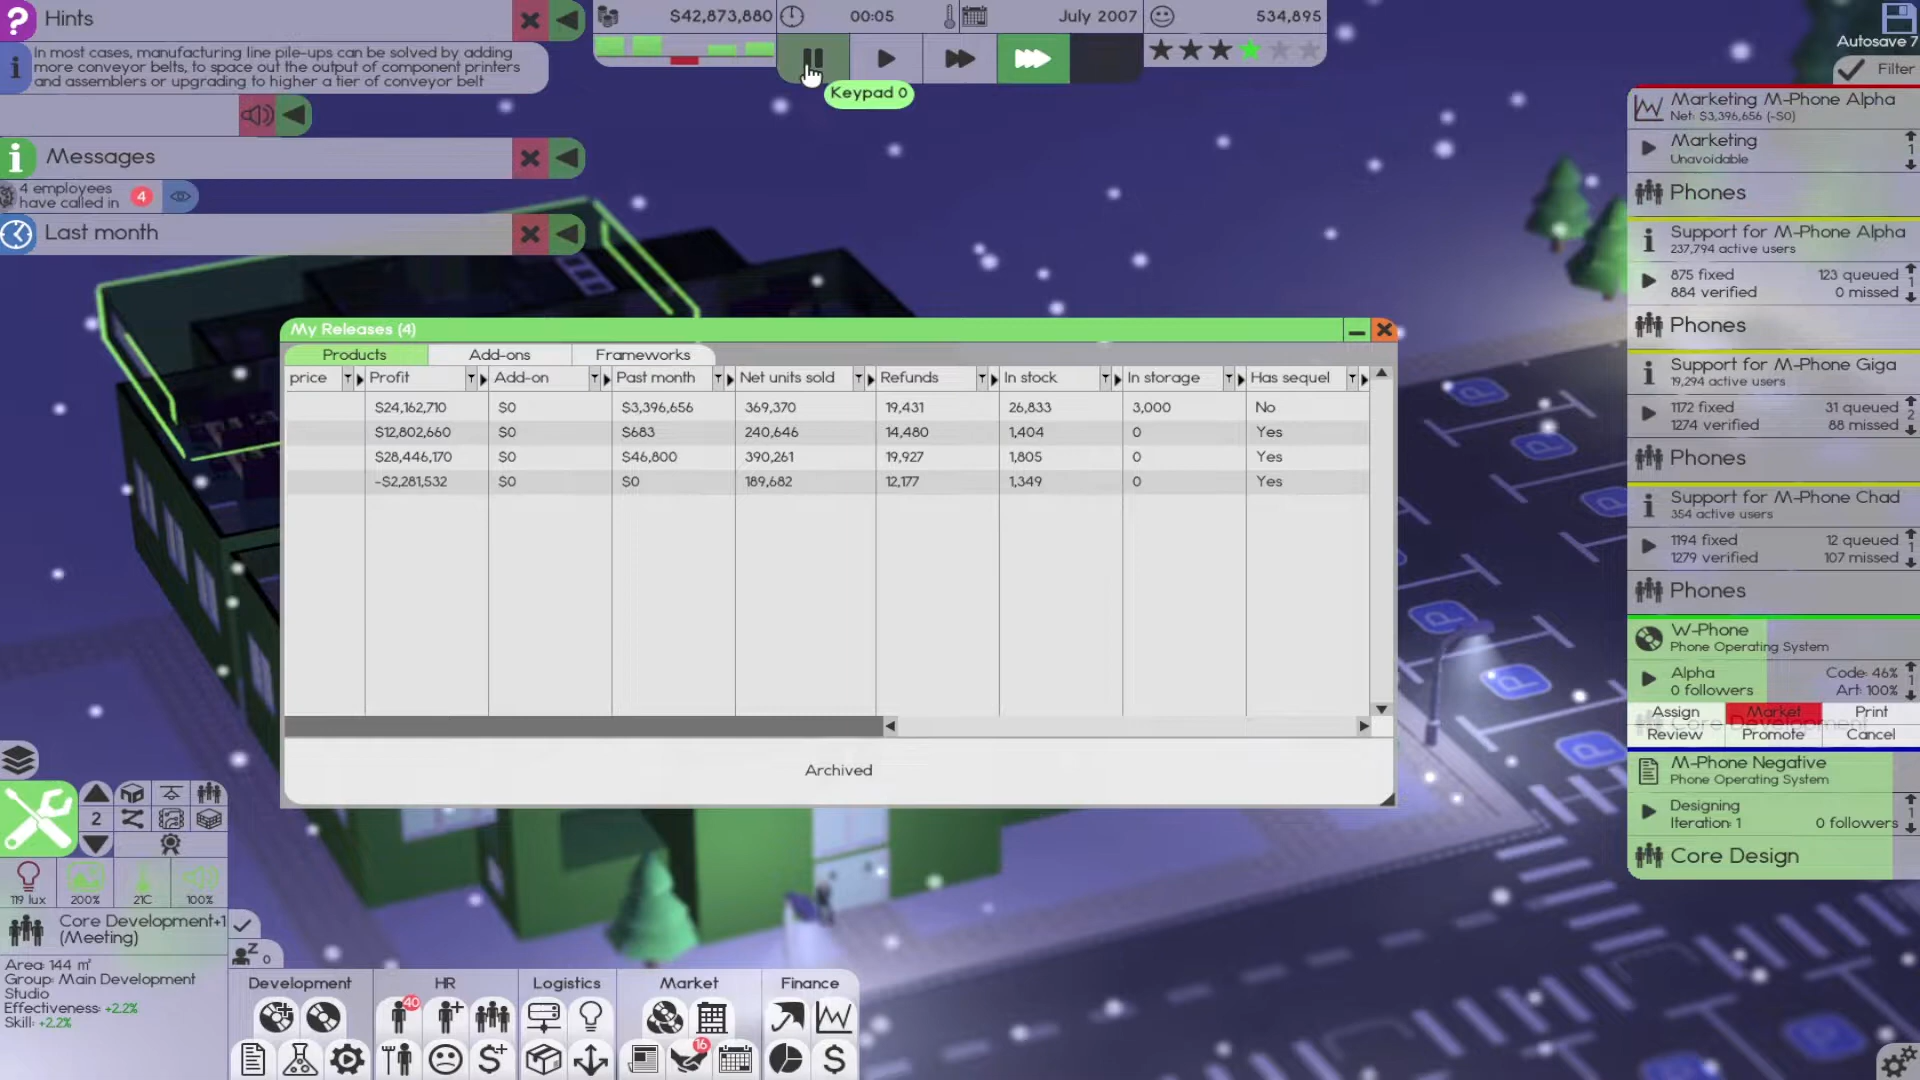 Hints
In most cases, manufacturing line pile-ups can be solved by adding
more conveyor belts, to space out the output of component printers
and assemblers or upgrading to higher a tier of conveyor belt
Messages
4 employees
have called in
4
Last month
$42,873,880
00:05
July 2007
534,895
Keypad 0
Autosave 7
Filter
My Releases (4)
Products
Add-ons
Frameworks
price
Profit
Add-on
Past month
Net units sold
Refunds
In stock
In storage
Has sequel
$24,162,710
$0
$3,396,656
369,370
19,431
26,833
3,000
No
$12,802,660
$0
$683
240,646
14,480
1,404
0
Yes
$28,446,170
$0
$46,800
390,261
19,927
1,805
0
Yes
-$2,281,532
$0
$0
189,682
12,177
1,349
0
Yes
Archived
Marketing M-Phone Alpha
Net: $3,396,656 (-$0)
Marketing
Unavoidable
1
Phones
Support for M-Phone Alpha
237,794 active users
875 fixed
123 queued
884 verified
0 missed
1
Phones
Support for M-Phone Giga
19,294 active users
1172 fixed
31 queued
1274 verified
88 missed
2
Phones
Support for M-Phone Chad
354 active users
1194 fixed
12 queued
1279 verified
107 missed
1
Phones
W-Phone
Phone Operating System
Alpha
Code: 46%
0 followers
Art: 100%
1
Assign
Market
Print
Core Development
Review
Promote
Cancel
M-Phone Negative
Phone Operating System
Designing
Iteration: 1
0 followers
1
Core Design
2
119 lux
200%
21C
100%
Core Development+1
(Meeting)
Z
0
Area: 144 m²
Group: Main Development
Studio
Effectiveness: +2.2%
Skill: +2.2%
Development
HR
Logistics
Market
Finance
40
16